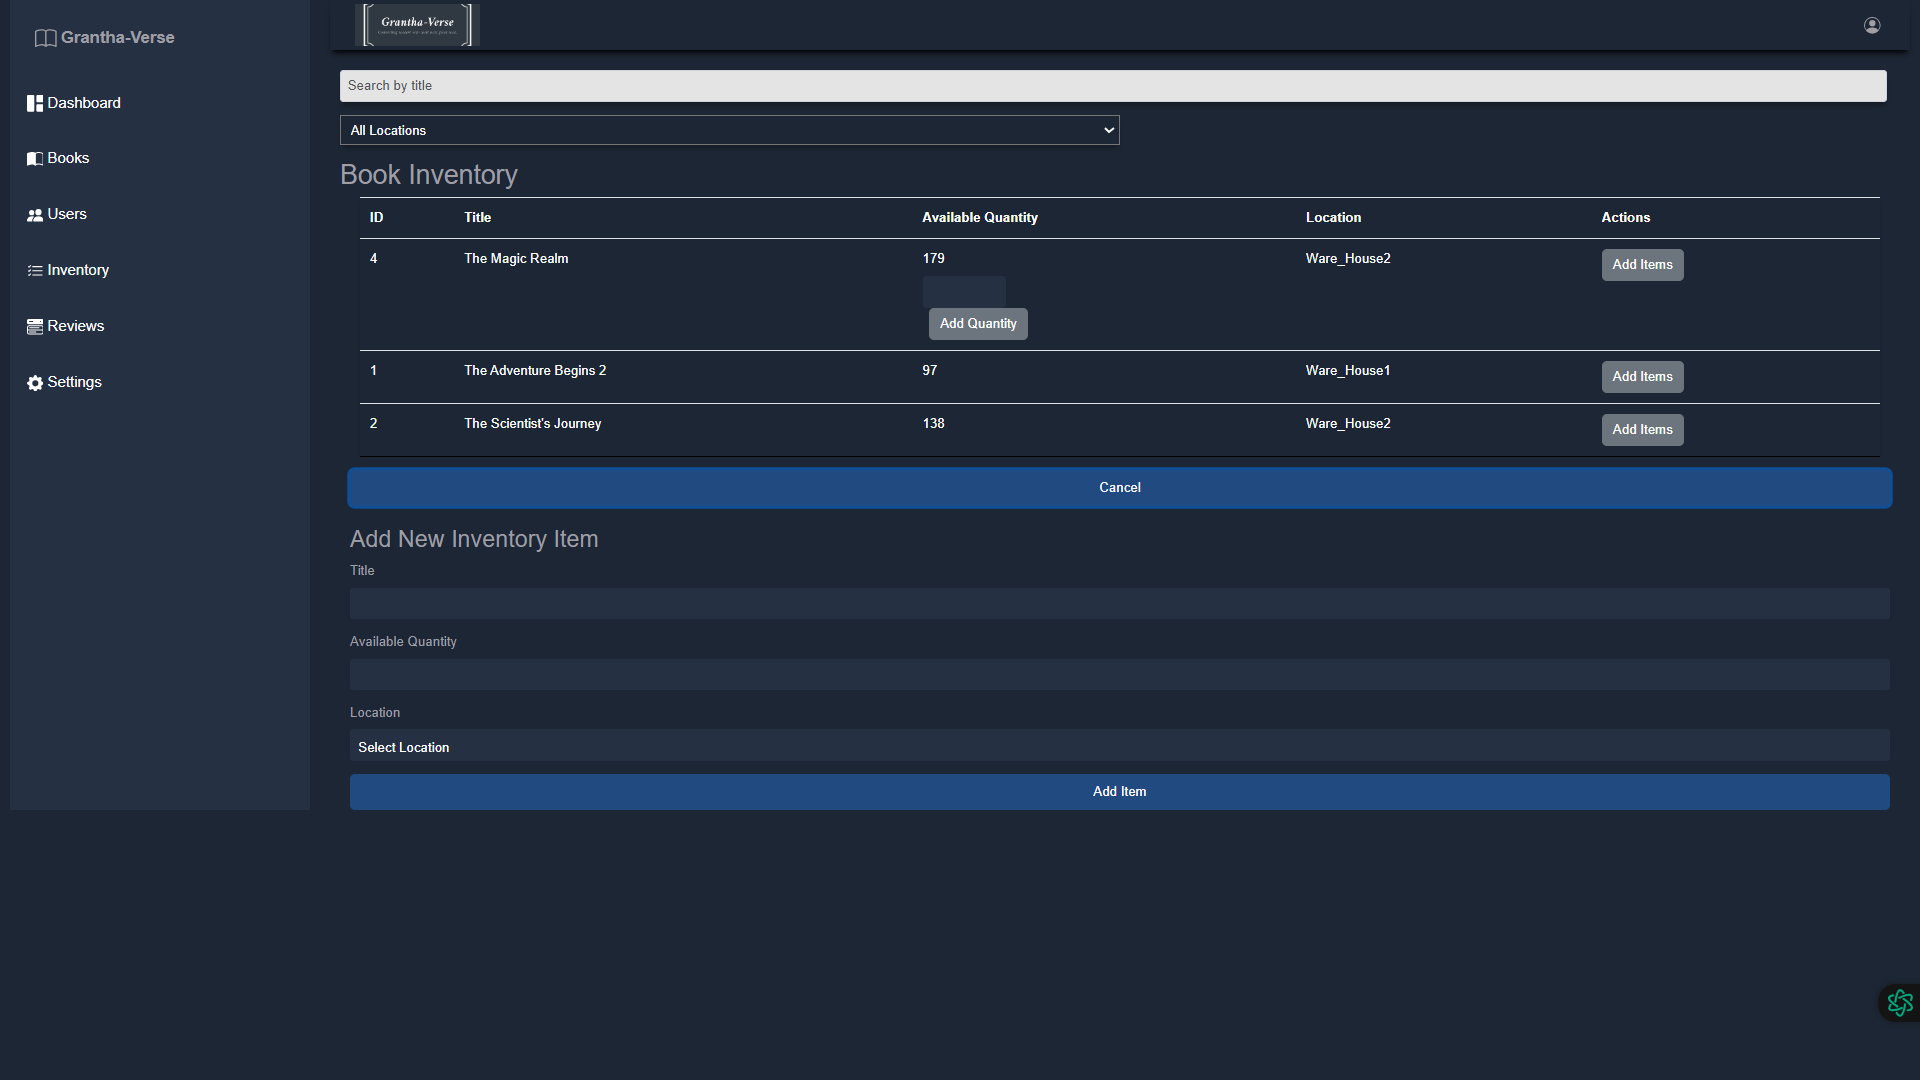 Grantha-Verse
Dashboard
Books
Users
Inventory
Reviews
Settings
Grantha-Verse
Search by title
All Locations
Book Inventory
ID Title Available Quantity Location Actions
4 The Magic Realm 179 Ware_House2 Add Items
Add Quantity
1 The Adventure Begins 2 97 Ware_House1 Add Items
2 The Scientist's Journey 138 Ware_House2 Add Items
Cancel
Add New Inventory Item
Title
Available Quantity
Location
Select Location
Add Item